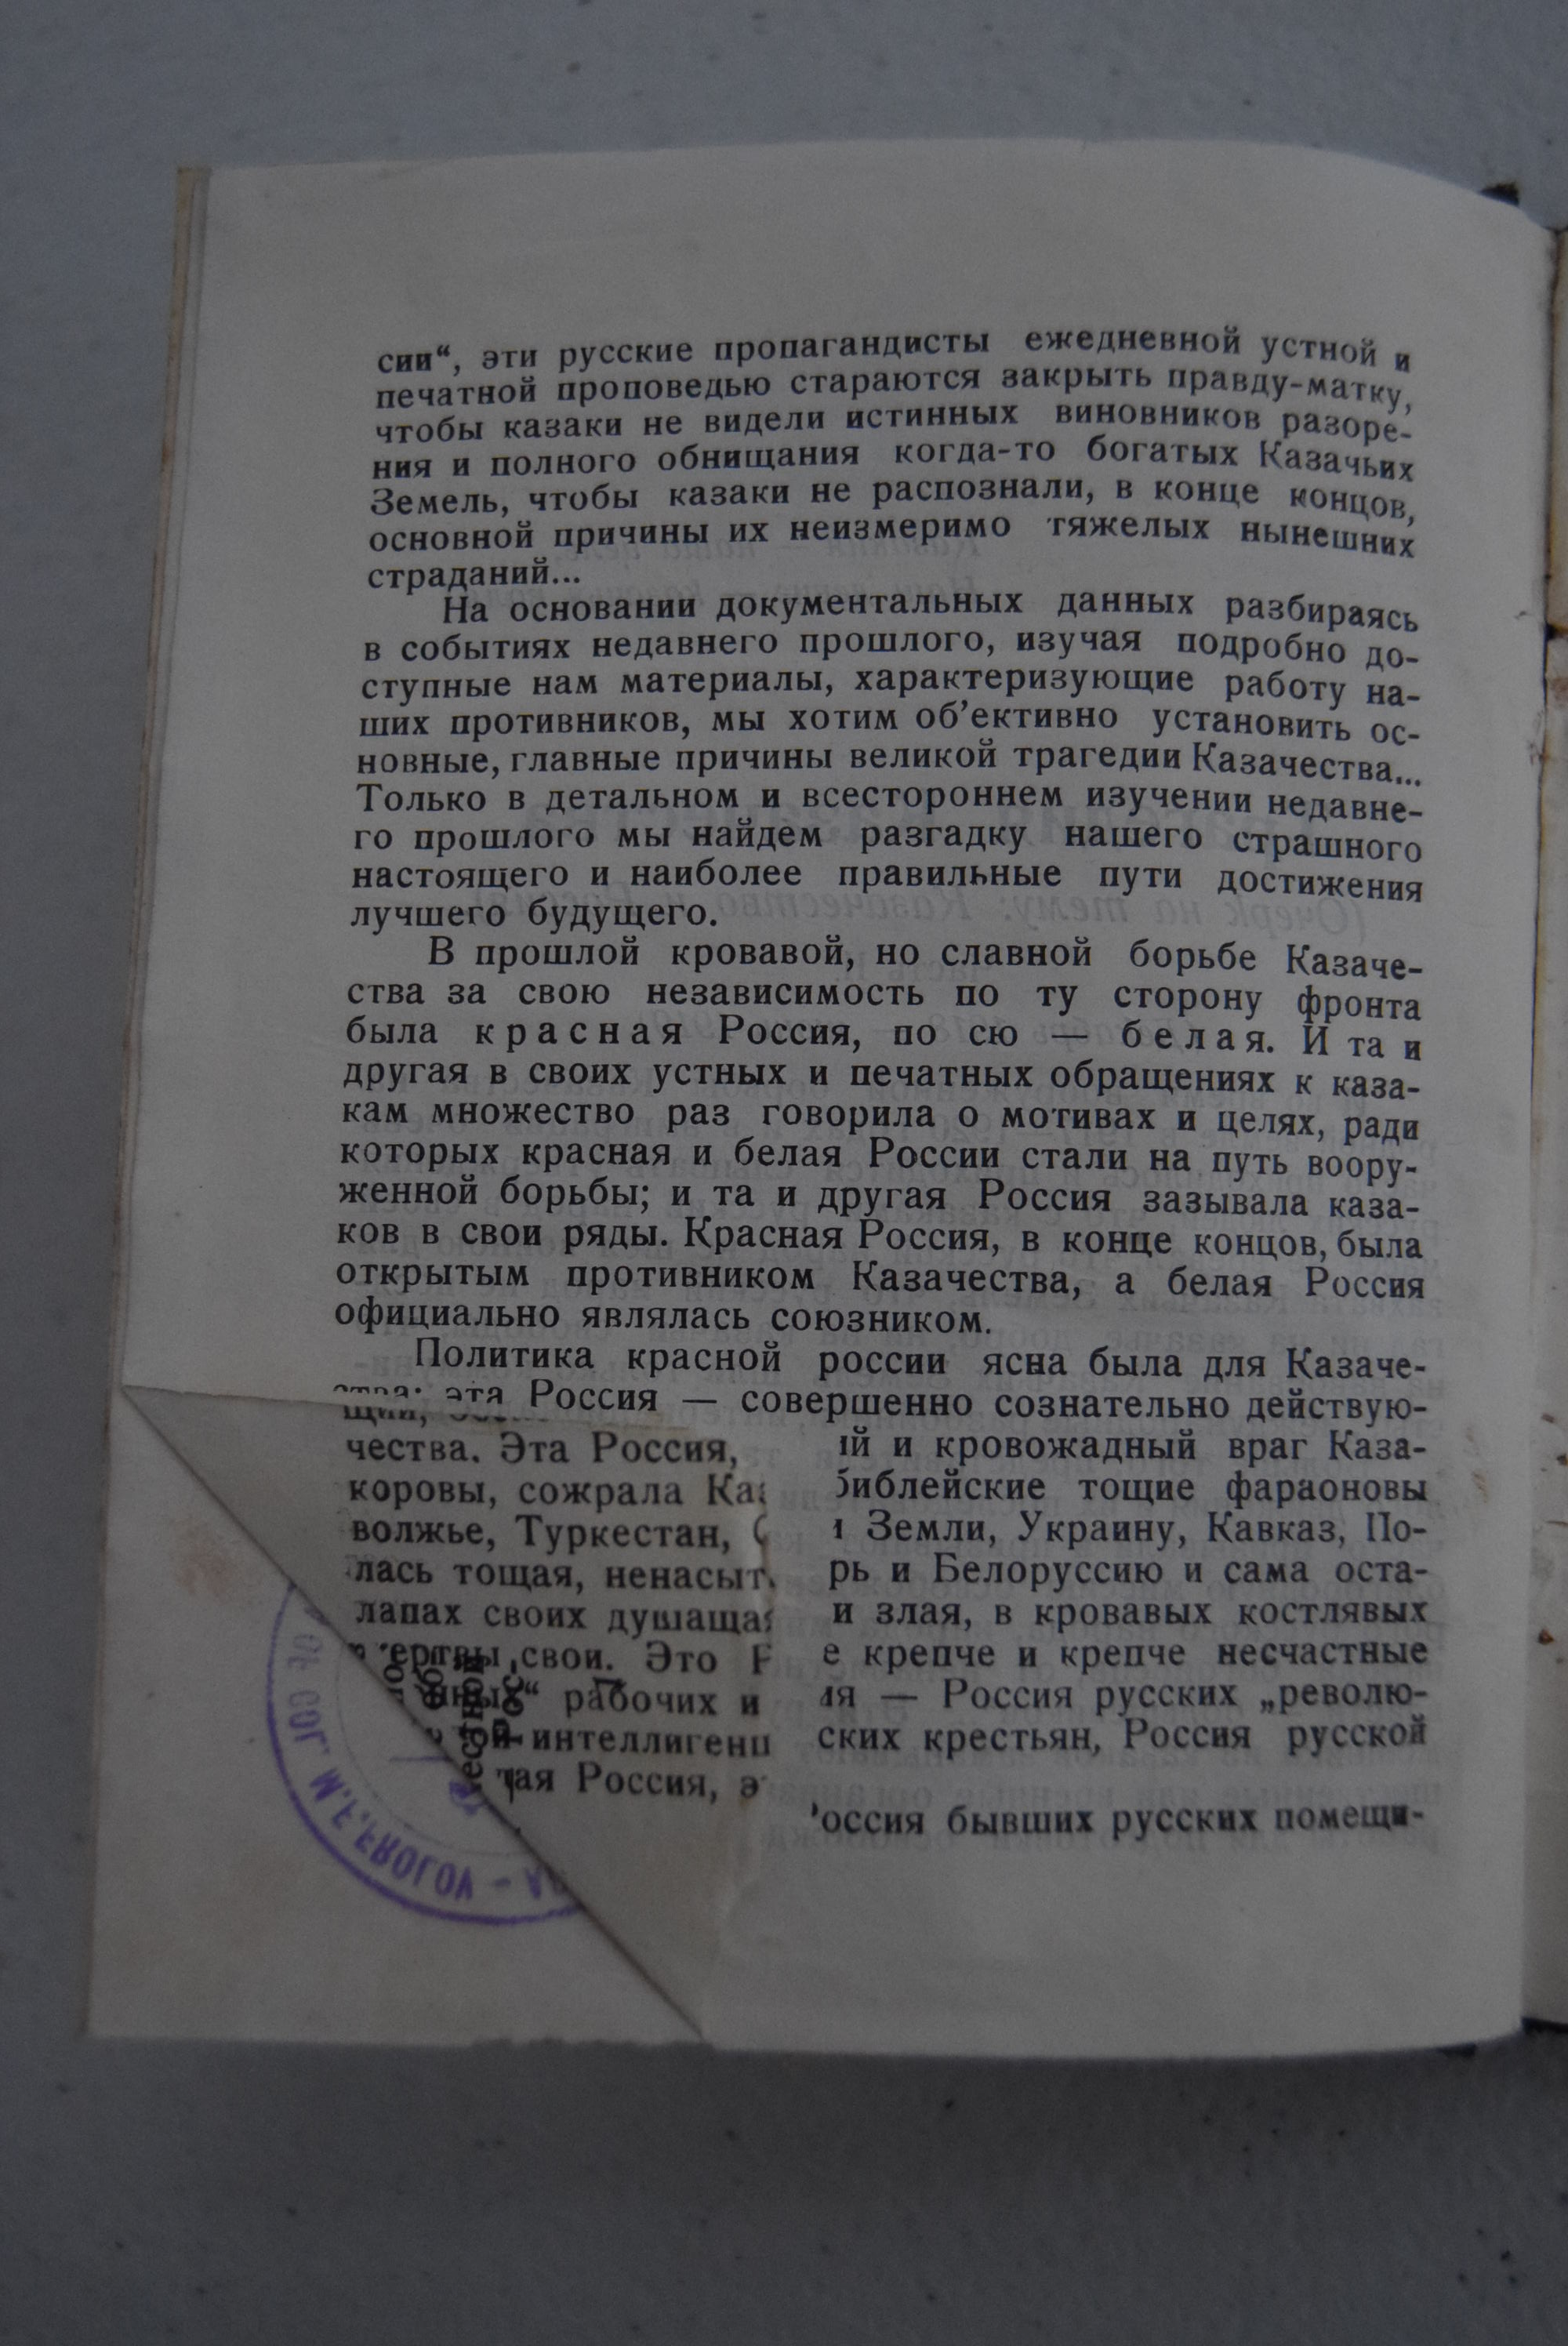 сии“, эти русские пропагандисты ежедневной устной и
печатной проповедью стараются закрыть правду-матку,
чтобы казаки не видели истинных виновников разоре-
ния и полного обнищания когда-то богатых Казачьих
Земель, чтобы казаки не распознали, в конце концов,
основной причины их неизмеримо тяжелых нынешних
страданий...
На основании документальных данных разбираясь
в событиях недавнего прошлого, изучая подробно до-
ступные нам материалы, характеризующие работу на-
ших противников, мы хотим об’ективно установить ос-
новные, главные причины великой трагедии Казачества...
Только в детальном и всестороннем изучении недавне-
го прошлого мы найдем разгадку нашего страшного
настоящего и наиболее правильные пути достижения
лучшего будущего.
В прошлой кровавой, но славной борьбе Казаче-
ства за свою независимость по ту сторону фронта
была красная Россия, по сю — белая. И та и
другая в своих устных и печатных обращениях к каза-
кам множество раз говорила о мотивах и целях, ради
которых красная и белая России стали на путь воору-
женной борьбы; и та и другая Россия зазывала каза-
ков в свои ряды. Красная Россия, в конце концов, была
открытым противником Казачества, а белая Россия
официально являлась союзником.
Политика красной россии ясна была для Казаче-
ства: эта Россия — совершенно сознательно действую-
й и кровожадный враг Каза-
чества. Эта Россия, библейские тощие фараоновы
коровы, сожрала Земли, Украину, Кавказ, По-
волжье, Туркестан, рь и Белоруссию и сама оста-
лась тощая, ненасыт и злая, в кровавых костлявых
лапах своих душаща е крепче и крепче несчастные
жертвы свои. Это — Россия русских „револю-
нных“ рабочих и ских крестьян, Россия русской
й интеллигенц
тая Россия, э оссия бывших русских помещи-
M.F.FROLOV